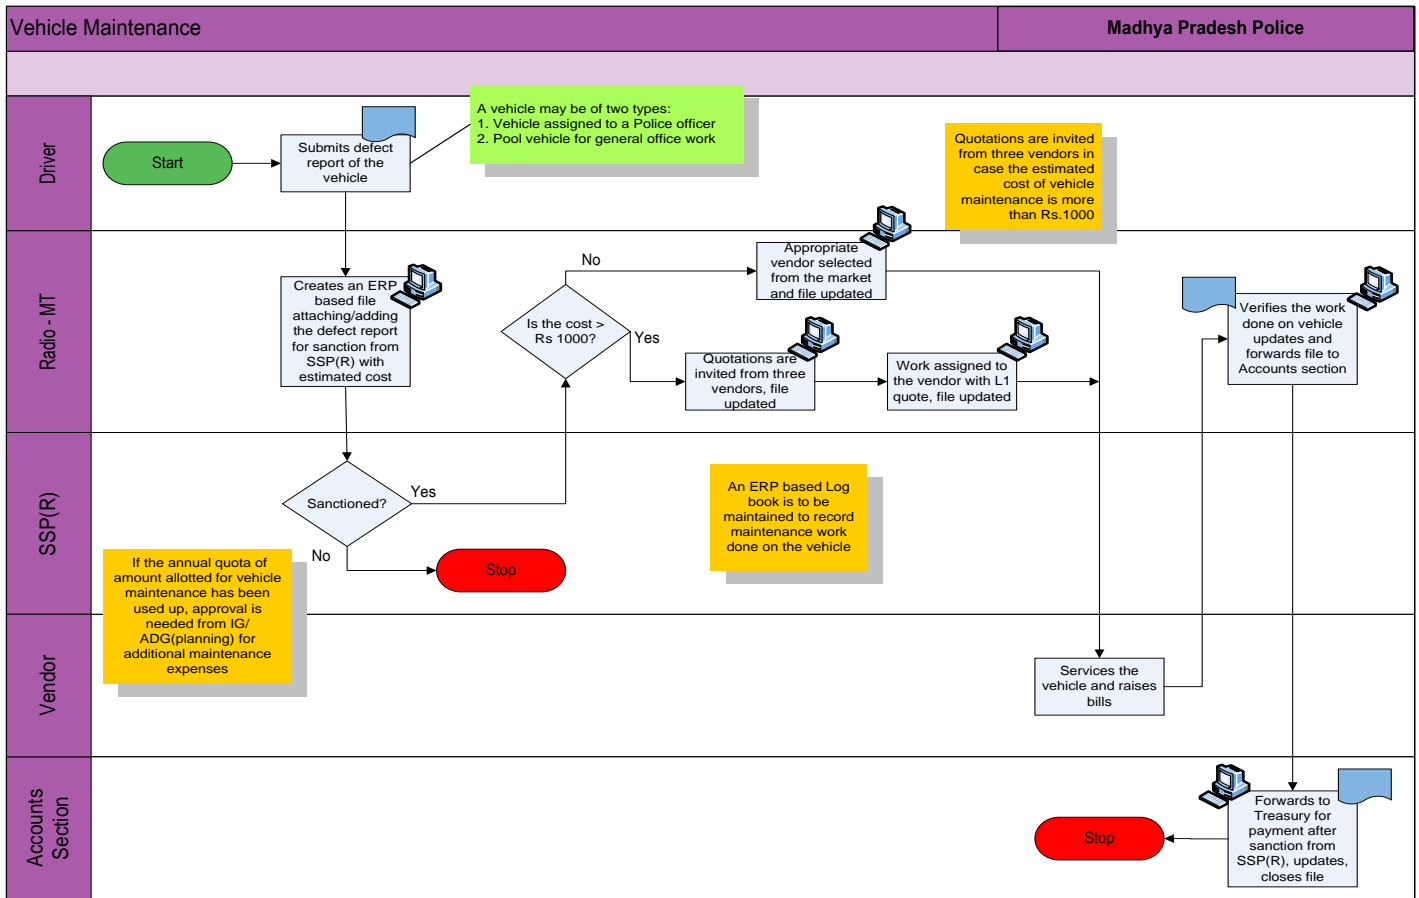 Vehicle Maintenance
Madhya Pradesh Police
Driver
Start
Submits defect
report of the
vehicle
A vehicle may be of two types:
1. Vehicle assigned to a Police officer
2. Pool vehicle for general office work
Quotations are invited
from three vendors in
case the estimated
cost of vehicle
maintenance is more
than Rs.1000
Radio - MT
Creates an ERP
based file
attaching/adding
the defect report
for sanction from
SSP(R) with
estimated cost
Is the cost >
Rs 1000?
No
Yes
Appropriate
vendor selected
from the market
and file updated
Quotations are
invited from three
vendors, file
updated
Work assigned to
the vendor with L1
quote, file updated
Verifies the work
done on vehicle
updates and
forwards file to
Accounts section
SSP(R)
Sanctioned?
Yes
No
Stop
An ERP based Log
book is to be
maintained to record
maintenance work
done on the vehicle
If the annual quota of
amount allotted for vehicle
maintenance has been
used up, approval is
needed from IG/
ADG(planning) for
additional maintenance
expenses
Vendor
Services the
vehicle and raises
bills
Accounts
Section
Stop
Forwards to
Treasury for
payment after
sanction from
SSP(R), updates,
closes file